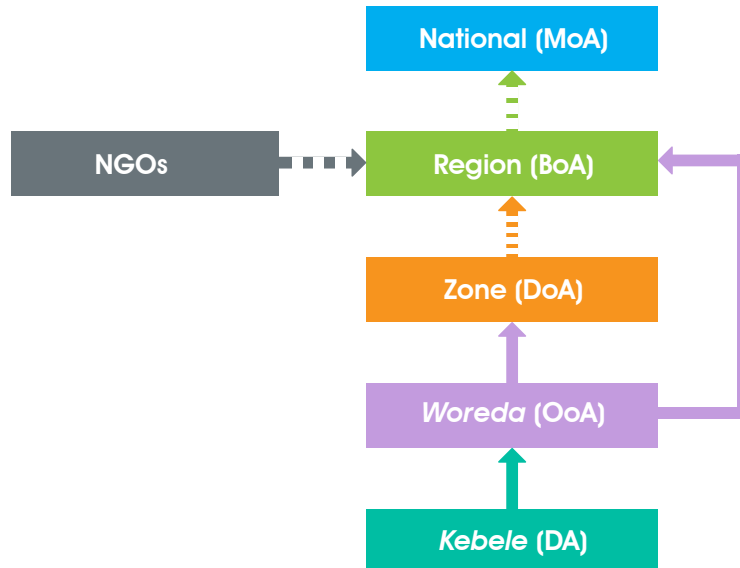 National (MoA)
NGOs
Region (BoA)
Zone (DoA)
Woreda (OoA)
Kebele (DA)